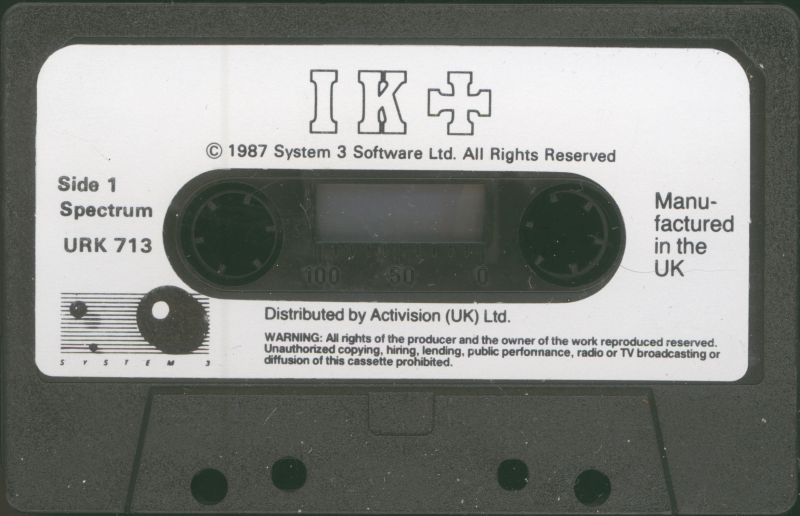 IK+
© 1987 System 3 Software Ltd. All Rights Reserved
Side 1
Spectrum
URK 713
Manu-
factured
in the
UK
100 50 0
Distributed by Activision (UK) Ltd.
WARNING: All rights of the producer and the owner of the work reproduced reserved.
Unauthorized copying, hiring, lending, public performance, radio or TV broadcasting or
diffusion of this cassette prohibited.
SYSTEM 3